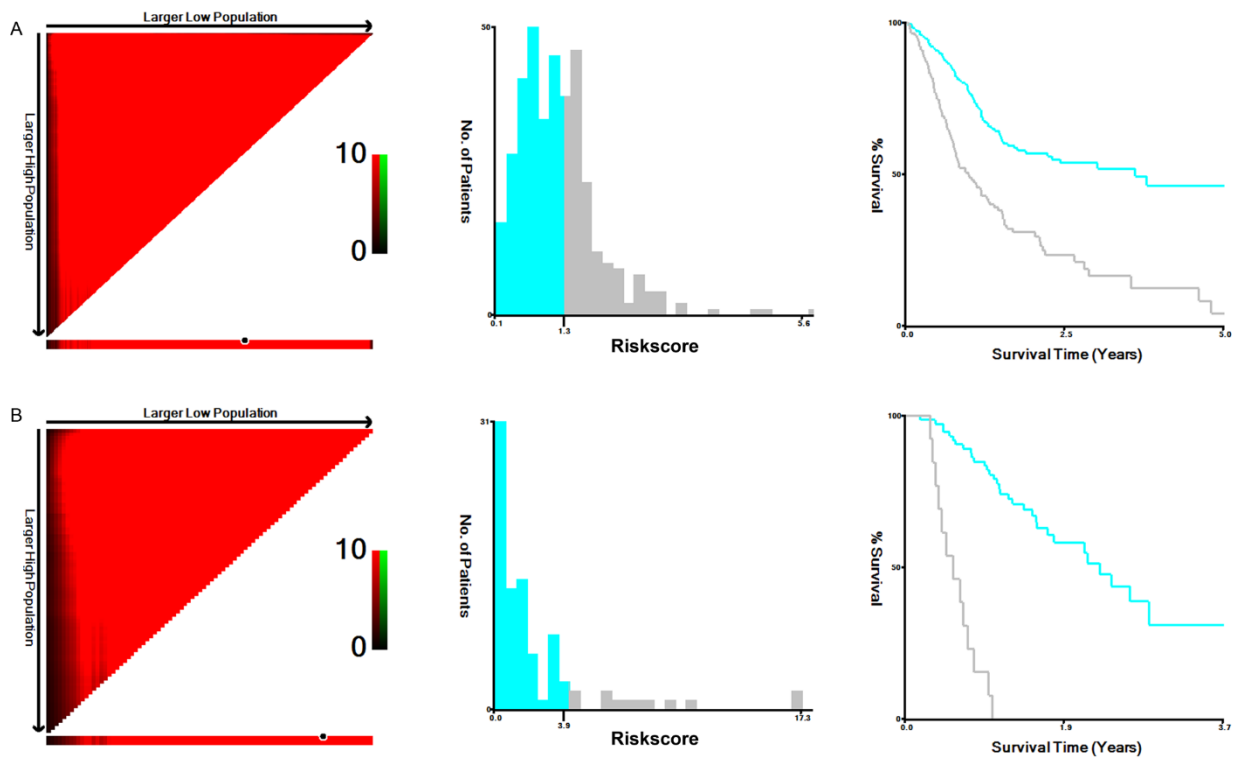 A
Larger Low Population
Larger High Population
10
0
50
No. of Patients
0
0.1
1.3
5.6
Riskscore
100
% Survival
50
0
0.0
2.5
5.0
Survival Time (Years)
B
Larger Low Population
Larger High Population
10
0
31
No. of Patients
0
0.0
3.9
17.3
Riskscore
100
% Survival
50
0
0.0
1.9
3.7
Survival Time (Years)